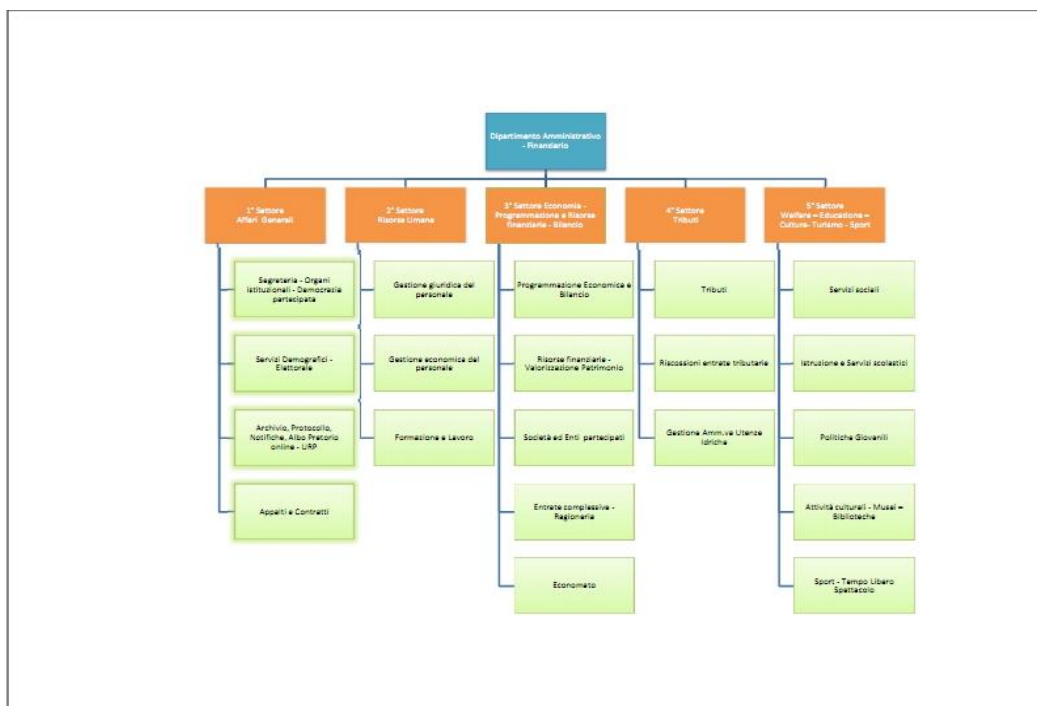 Dipartimento Amministrativo
- Finanziario
1° Settore
Affari Generali
2° Settore
Risorse Umane
3° Settore Economia -
Programmazione e Risorse
finanziarie - Bilancio
4° Settore
Tributi
5° Settore
Welfare – Educazione –
Culture- Turismo - Sport
Segreteria - Organi
istituzionali - Democrazia
partecipata
Servizi Demografici -
Elettorale
Archivio, Protocollo,
Notifiche, Albo Pretorio
online - URP
Appalti e Contratti
Gestione giuridica del
personale
Gestione economica del
personale
Formazione e Lavoro
Programmazione Economica e
Bilancio
Risorse finanziarie -
Valorizzazione Patrimonio
Società ed Enti partecipati
Entrate complessive -
Ragioneria
Economato
Tributi
Riscossioni entrate tributarie
Gestione Amm.va Utenze
Idriche
Servizi sociali
Istruzione e Servizi scolastici
Politiche Giovanili
Attività culturali - Musei –
Biblioteche
Sport - Tempo Libero
Spettacolo